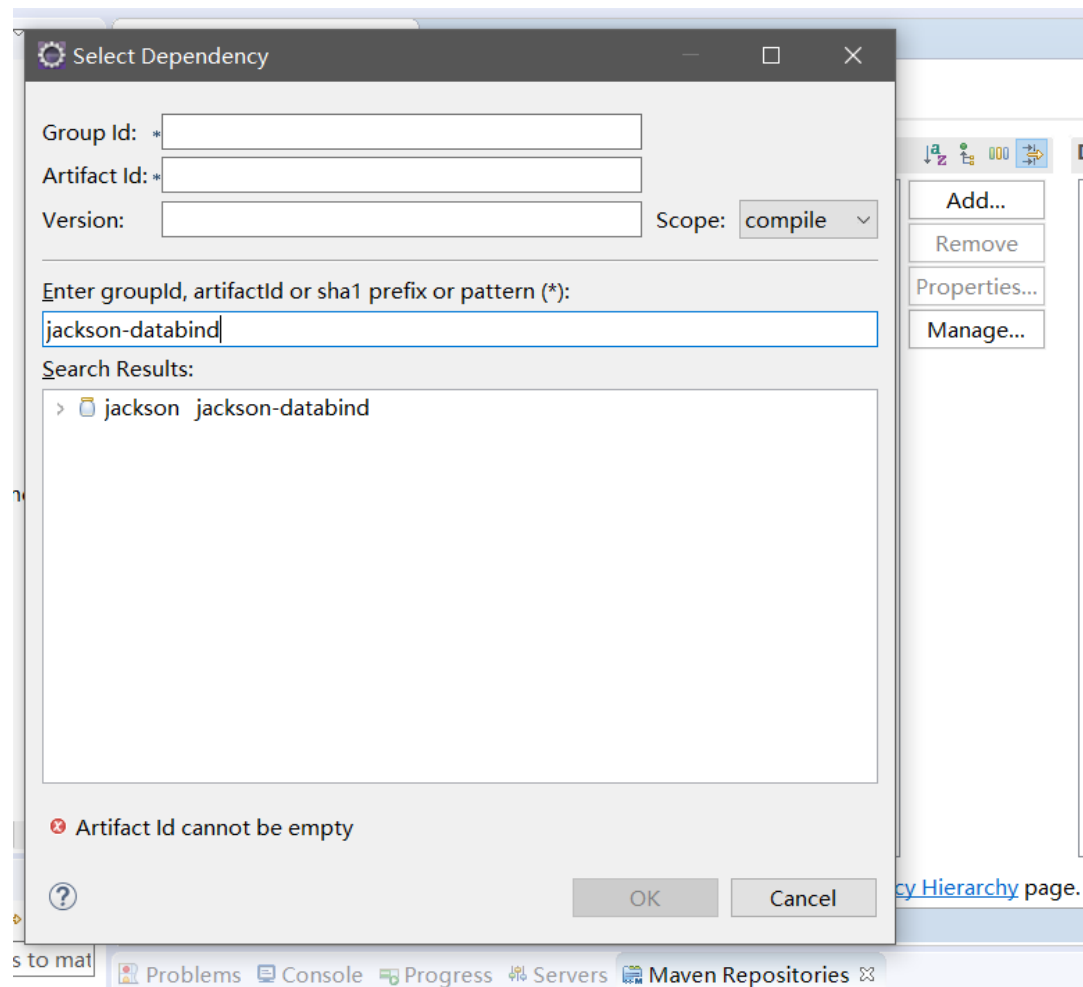 Select Dependency
Group Id: *
Artifact Id: *
Version:
Scope: compile
Enter groupId, artifactId or sha1 prefix or pattern (*):
jackson-databind
Search Results:
jackson jackson-databind
Artifact Id cannot be empty
OK Cancel
Add...
Remove
Properties...
Manage...
cy Hierarchy page.
s to mat
Problems Console Progress Servers Maven Repositories